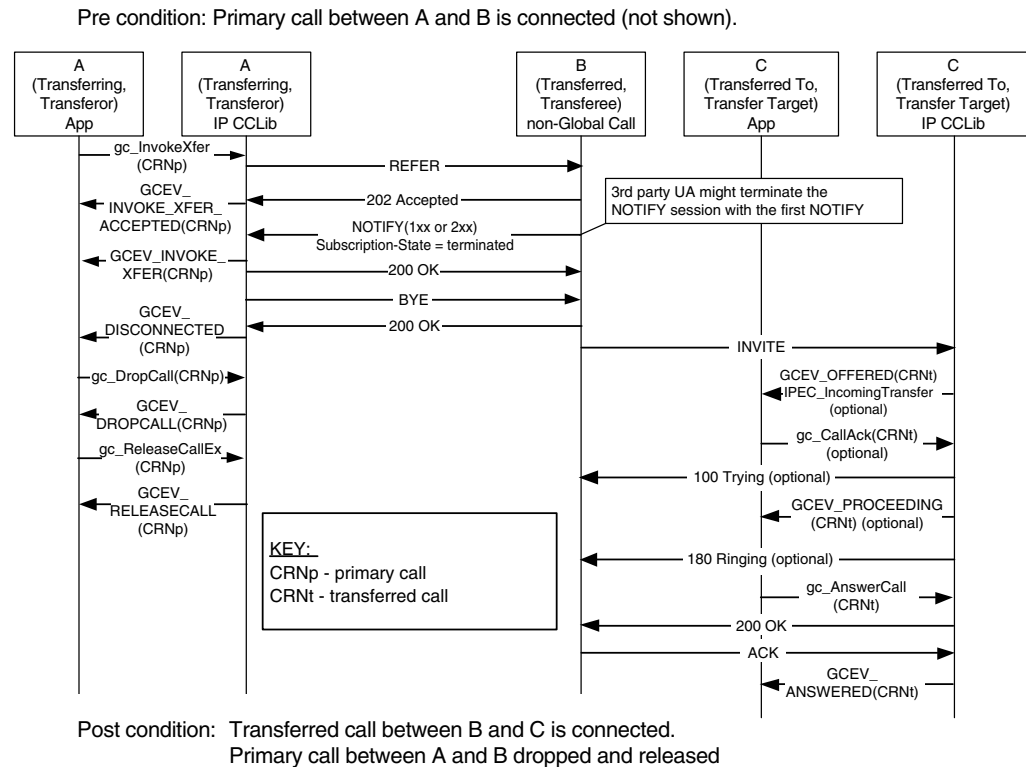 Pre condition: Primary call between A and B is connected (not shown).
A
(Transferring,
Transferor)
App
A
(Transferring,
Transferor)
IP CCLib
B
(Transferred,
Transferee)
non-Global Call
C
(Transferred To,
Transfer Target)
App
C
(Transferred To,
Transfer Target)
IP CCLib
gc_InvokeXfer
(CRNp)
REFER
3rd party UA might terminate the
NOTIFY session with the first NOTIFY
GCEV_
INVOKE_XFER_
ACCEPTED(CRNp)
202 Accepted
NOTIFY(1xx or 2xx)
Subscription-State = terminated
GCEV_INVOKE_
XFER(CRNp)
200 OK
BYE
200 OK
GCEV_
DISCONNECTED
(CRNp)
INVITE
gc_DropCall(CRNp)
GCEV_OFFERED(CRNt)
IPEC_IncomingTransfer
(optional)
GCEV_
DROPCALL(CRNp)
gc_CallAck(CRNt)
(optional)
gc_ReleaseCallEx
(CRNp)
100 Trying (optional)
GCEV_
RELEASECALL
(CRNp)
GCEV_PROCEEDING
(CRNt) (optional)
KEY:
CRNp - primary call
CRNt - transferred call
180 Ringing (optional)
gc_AnswerCall
(CRNt)
200 OK
ACK
GCEV_
ANSWERED(CRNt)
Post condition: Transferred call between B and C is connected.
Primary call between A and B dropped and released